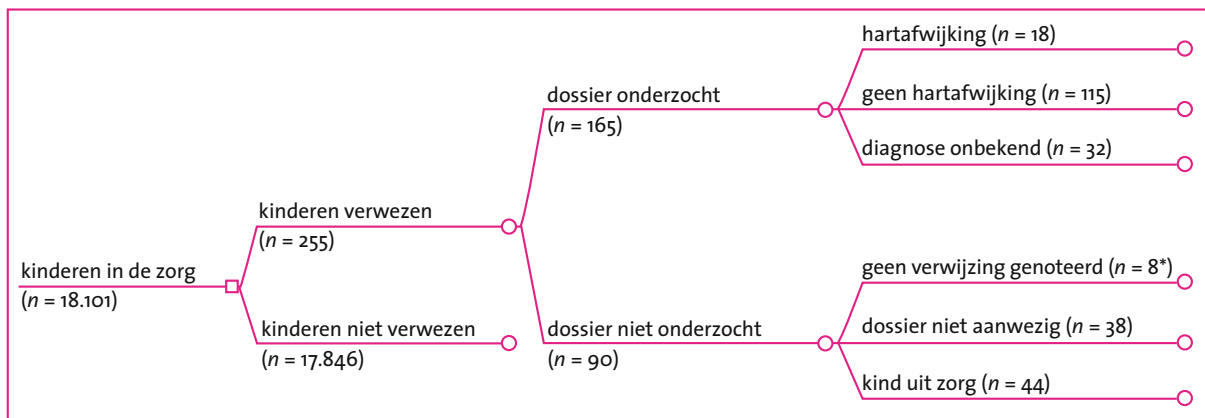 kinderen in de zorg
(n = 18.101)
kinderen verwezen
(n = 255)
kinderen niet verwezen
(n = 17.846)
dossier onderzocht
(n = 165)
dossier niet onderzocht
(n = 90)
hartafwijking (n = 18)
geen hartafwijking (n = 115)
diagnose onbekend (n = 32)
geen verwijzing genoteerd (n = 8*)
dossier niet aanwezig (n = 38)
kind uit zorg (n = 44)